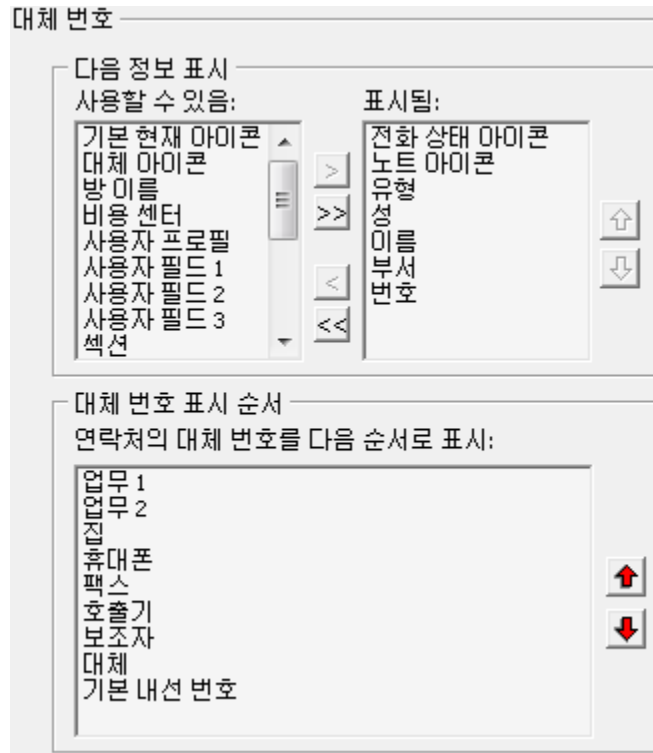 대체 번호
다음 정보 표시
사용할 수 있음:
기본 현재 아이콘
대체 아이콘
방 이름
비용 센터
사용자 프로필
사용자 필드 1
사용자 필드 2
사용자 필드 3
섹션
>
>>
<
<<
표시됨:
전화 상태 아이콘
노트 아이콘
유형
성
이름
부서
번호
대체 번호 표시 순서
연락처의 대체 번호를 다음 순서로 표시:
업무 1
업무 2
집
휴대폰
팩스
호출기
보조자
대체
기본 내선 번호